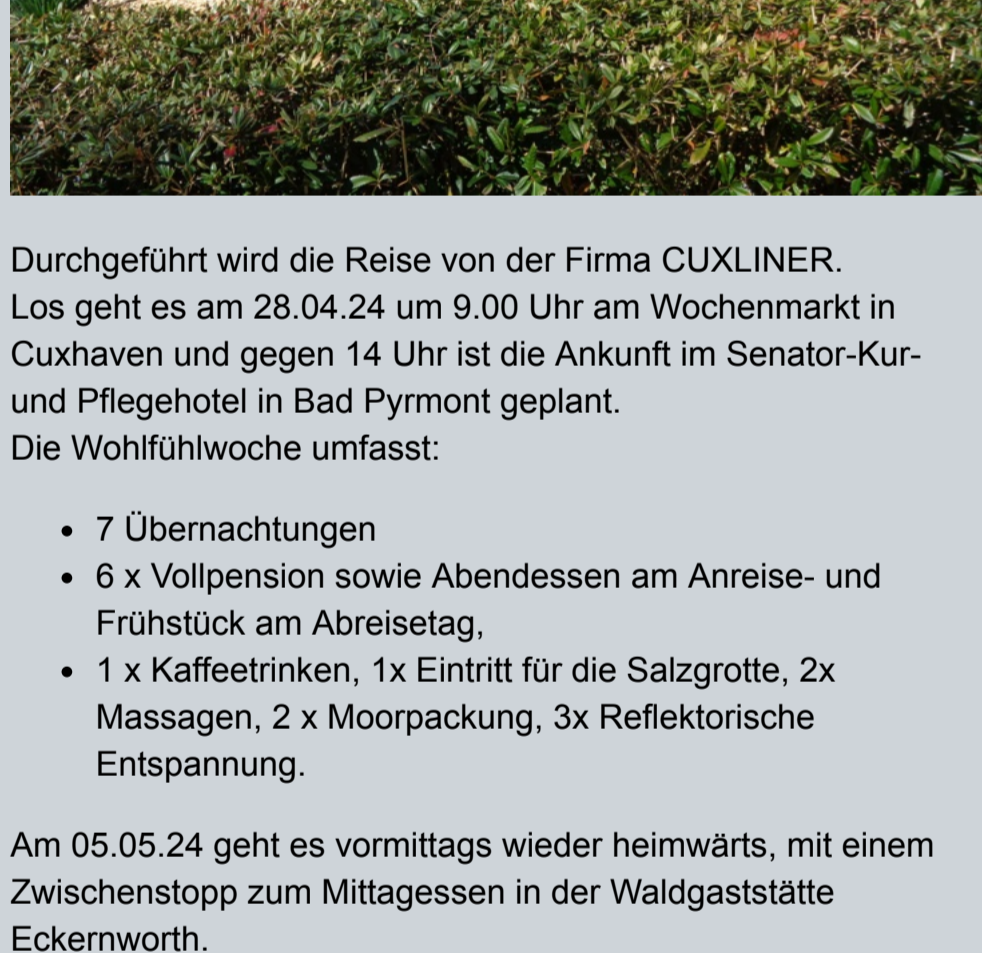 Durchgeführt wird die Reise von der Firma CUXLINER.
Los geht es am 28.04.24 um 9.00 Uhr am Wochenmarkt in
Cuxhaven und gegen 14 Uhr ist die Ankunft im Senator-Kur-
und Pflegehotel in Bad Pyrmont geplant.
Die Wohlfühlwoche umfasst:
• 7 Übernachtungen
• 6 x Vollpension sowie Abendessen am Anreise- und
Frühstück am Abreisetag,
• 1 x Kaffeetrinken, 1x Eintritt für die Salzgrotte, 2x
Massagen, 2 x Moorpackung, 3x Reflektorische
Entspannung.
Am 05.05.24 geht es vormittags wieder heimwärts, mit einem
Zwischenstopp zum Mittagessen in der Waldgaststätte
Eckernworth.